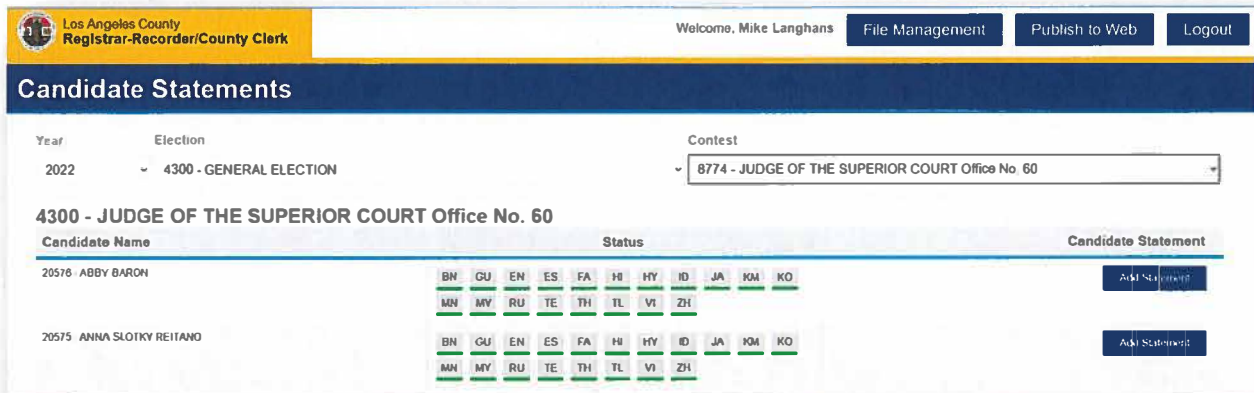 Los Angeles County
Registrar-Recorder/County Clerk
Welcome, Mike Langhans
File Management
Publish to Web
Logout
Candidate Statements
Year
Election
Contest
2022
4300 - GENERAL ELECTION
8774 - JUDGE OF THE SUPERIOR COURT Office No. 60
4300 - JUDGE OF THE SUPERIOR COURT Office No. 60
Candidate Name
Status
Candidate Statement
20576 - ABBY BARON
BN GU EN ES FA HI HY ID JA KM KO
MN MY RU TE TH TL VI ZH
Add Statement
20575 ANNA SLOTKY REITANO
BN GU EN ES FA HI HY ID JA KM KO
MN MY RU TE TH TL VI ZH
Add Statement